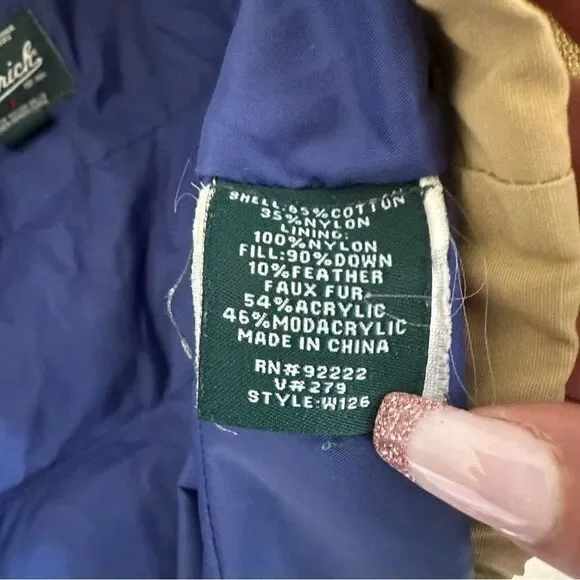 rich
SHELL:65%COTTON
35%NYLON
LINING:
100%NYLON
FILL:90%DOWN
10%FEATHER
FAUX FUR
54%ACRYLIC
46%MODACRYLIC
MADE IN CHINA
RN#92222
V#279
STYLE:W126